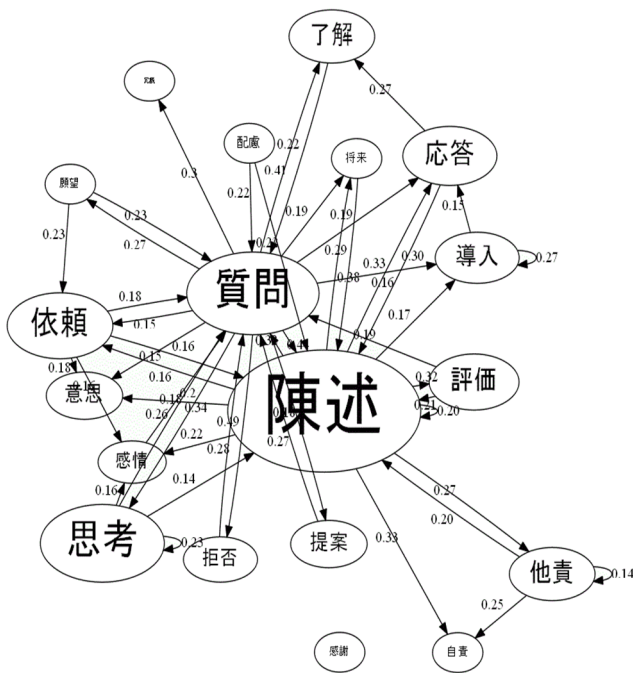 了解
0.27
配慮
0.22
将来
応答
0.3
0.41
願望
0.22
0.19
0.19
0.15
0.23
0.23
0.27
0.29
0.33
0.30
導入
0.27
質問
0.38
0.16
依頼
0.18
0.15
0.17
0.19
0.16
0.15
0.18
意思
0.16
0.2
陳述
0.32
評価
0.21
0.20
0.26
0.34
0.49
0.22
0.28
0.27
感情
0.16
0.14
0.27
0.20
思考
0.23
拒否
提案
0.33
他責
0.14
0.25
感謝
自責